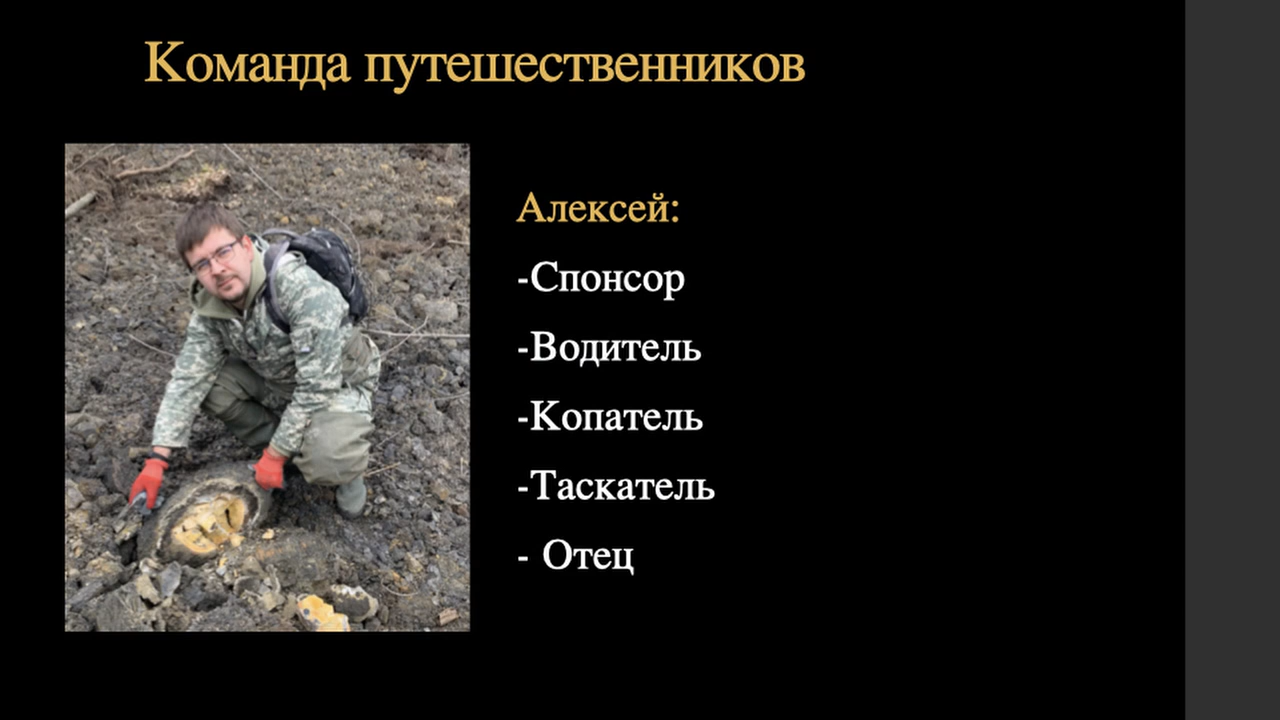 Команда путешественников
Алексей:
-Спонсор
-Водитель
-Копатель
-Таскатель
- Отец